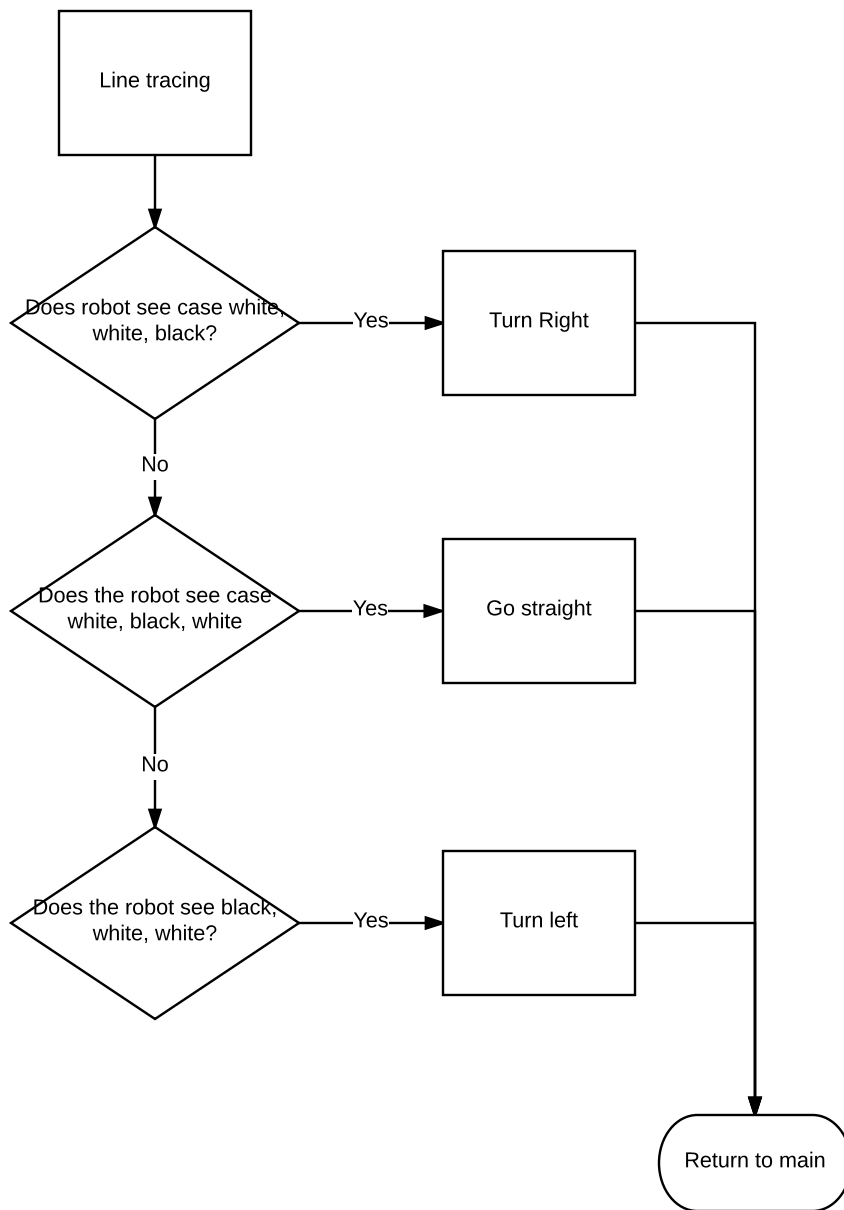 Line tracing
Does robot see case white,
white, black?
Yes
Turn Right
No
Does the robot see case
white, black, white
Yes
Go straight
No
Does the robot see black,
white, white?
Yes
Turn left
Return to main